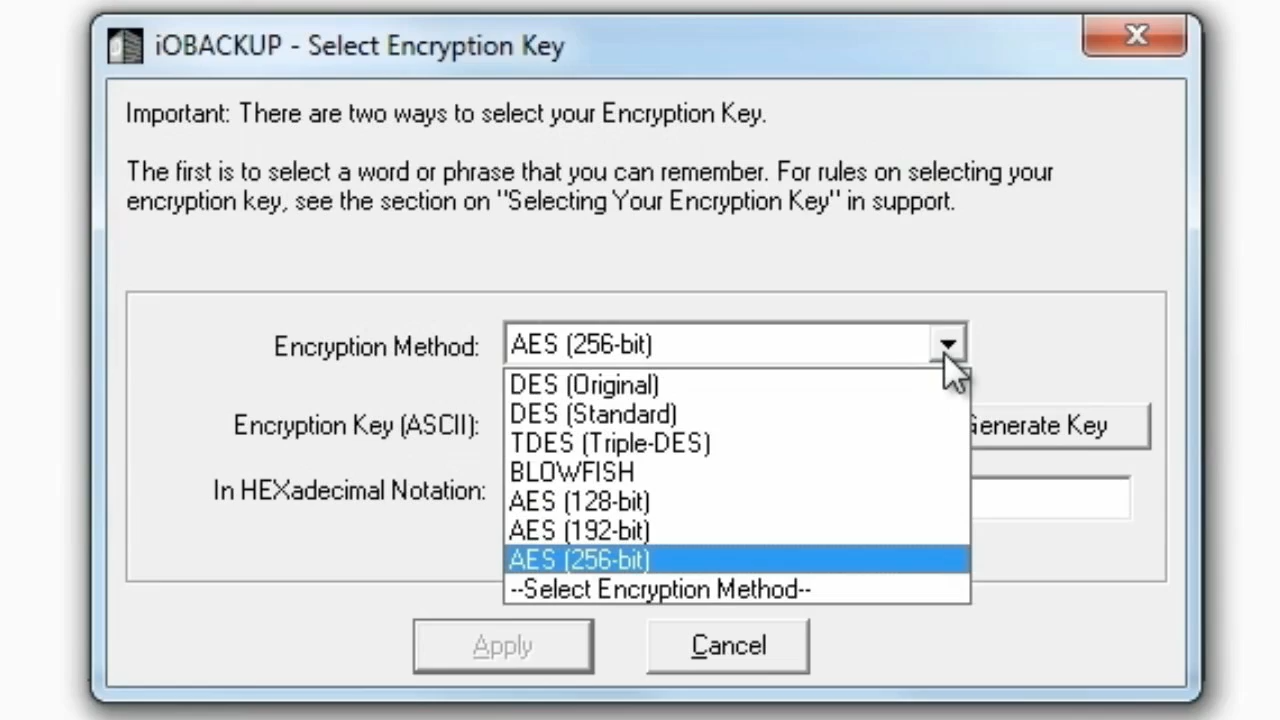 iOBACKUP - Select Encryption Key
Important: There are two ways to select your Encryption Key.
The first is to select a word or phrase that you can remember. For rules on selecting your
encryption key, see the section on "Selecting Your Encryption Key" in support.
Encryption Method: AES (256-bit)
DES (Original)
DES (Standard)
Encryption Key (ASCII): Generate Key
TDES (Triple-DES)
BLOWFISH
In HEXadecimal Notation:
AES (128-bit)
AES (192-bit)
AES (256-bit)
--Select Encryption Method--
Apply Cancel